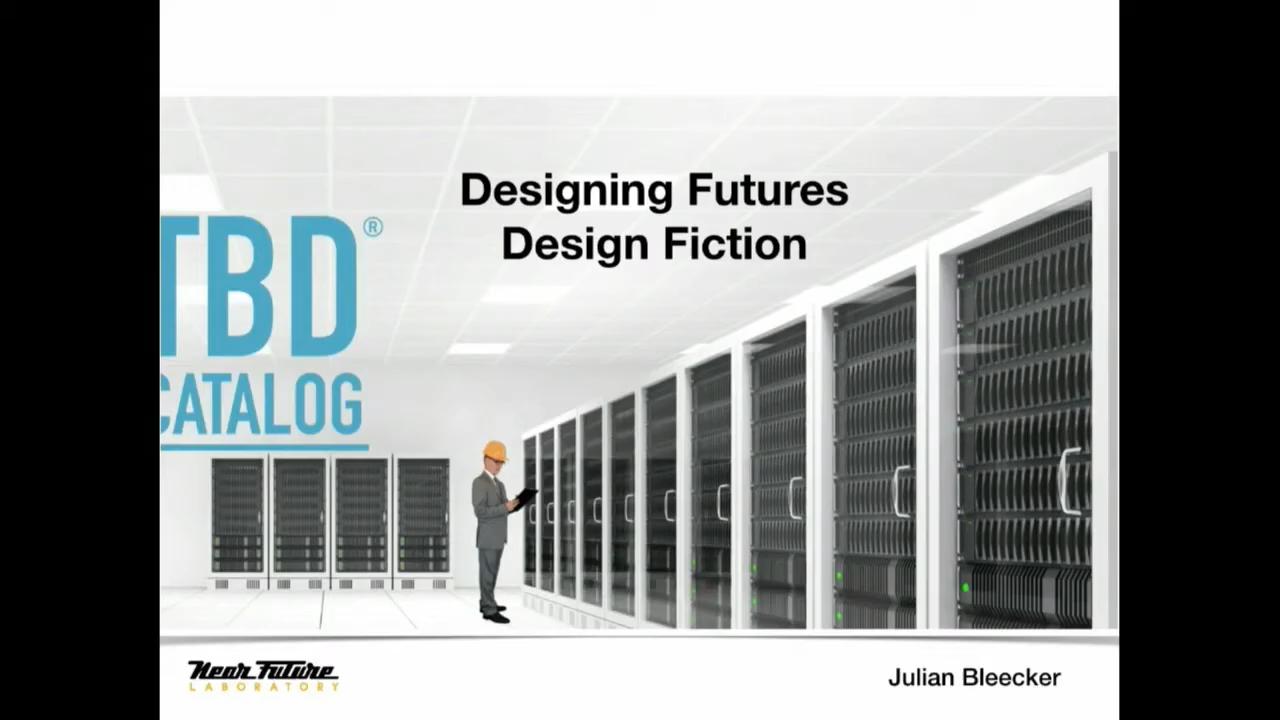 Designing Futures
Design Fiction
TBD®
CATALOG
Near Future
LABORATORY
Julian Bleecker